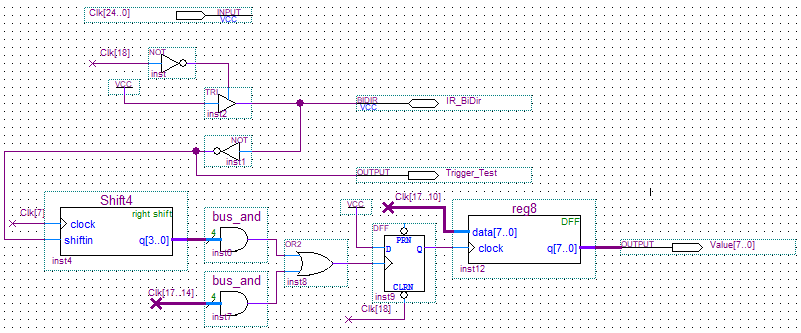 Clk[24..0]
INPUT
VCC
Clk[18]
NOT
inst
VCC
TRI
inst2
BIDIR
VCC
IR_BiDir
NOT
inst1
OUTPUT
Trigger_Test
Shift4
right shift
Clk[7]
clock
shiftin
q[3..0]
inst4
bus_and
4
inst6
OR2
inst8
bus_and
Clk[17..14]
4
inst7
VCC
Clk[17..10]
DFF
PRN
D
Q
CLRN
inst9
Clk[18]
reg8
DFF
data[7..0]
clock
q[7..0]
inst12
OUTPUT
Value[7..0]